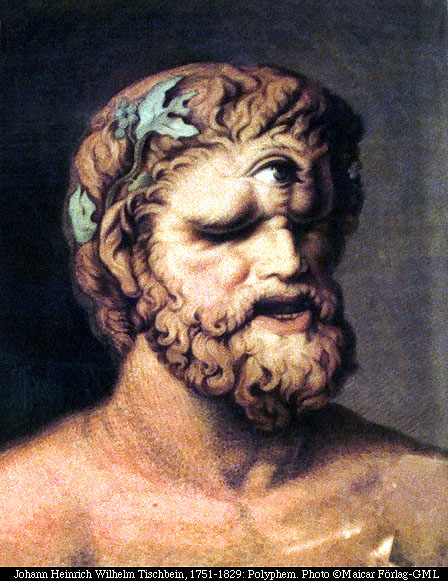 Johann Heinrich Wilhelm Tischbein, 1751-1829: Polyphem. Photo ©Maicar Förlag-GML